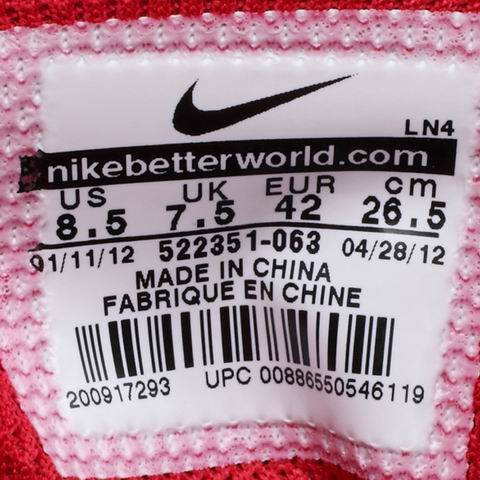 LN4
nikebetterworld.com
US UK EUR cm
8.5 7.5 42 26.5
01/11/12 522351-063 04/28/12
MADE IN CHINA
FABRIQUE EN CHINE
200917293 UPC 00886550546119